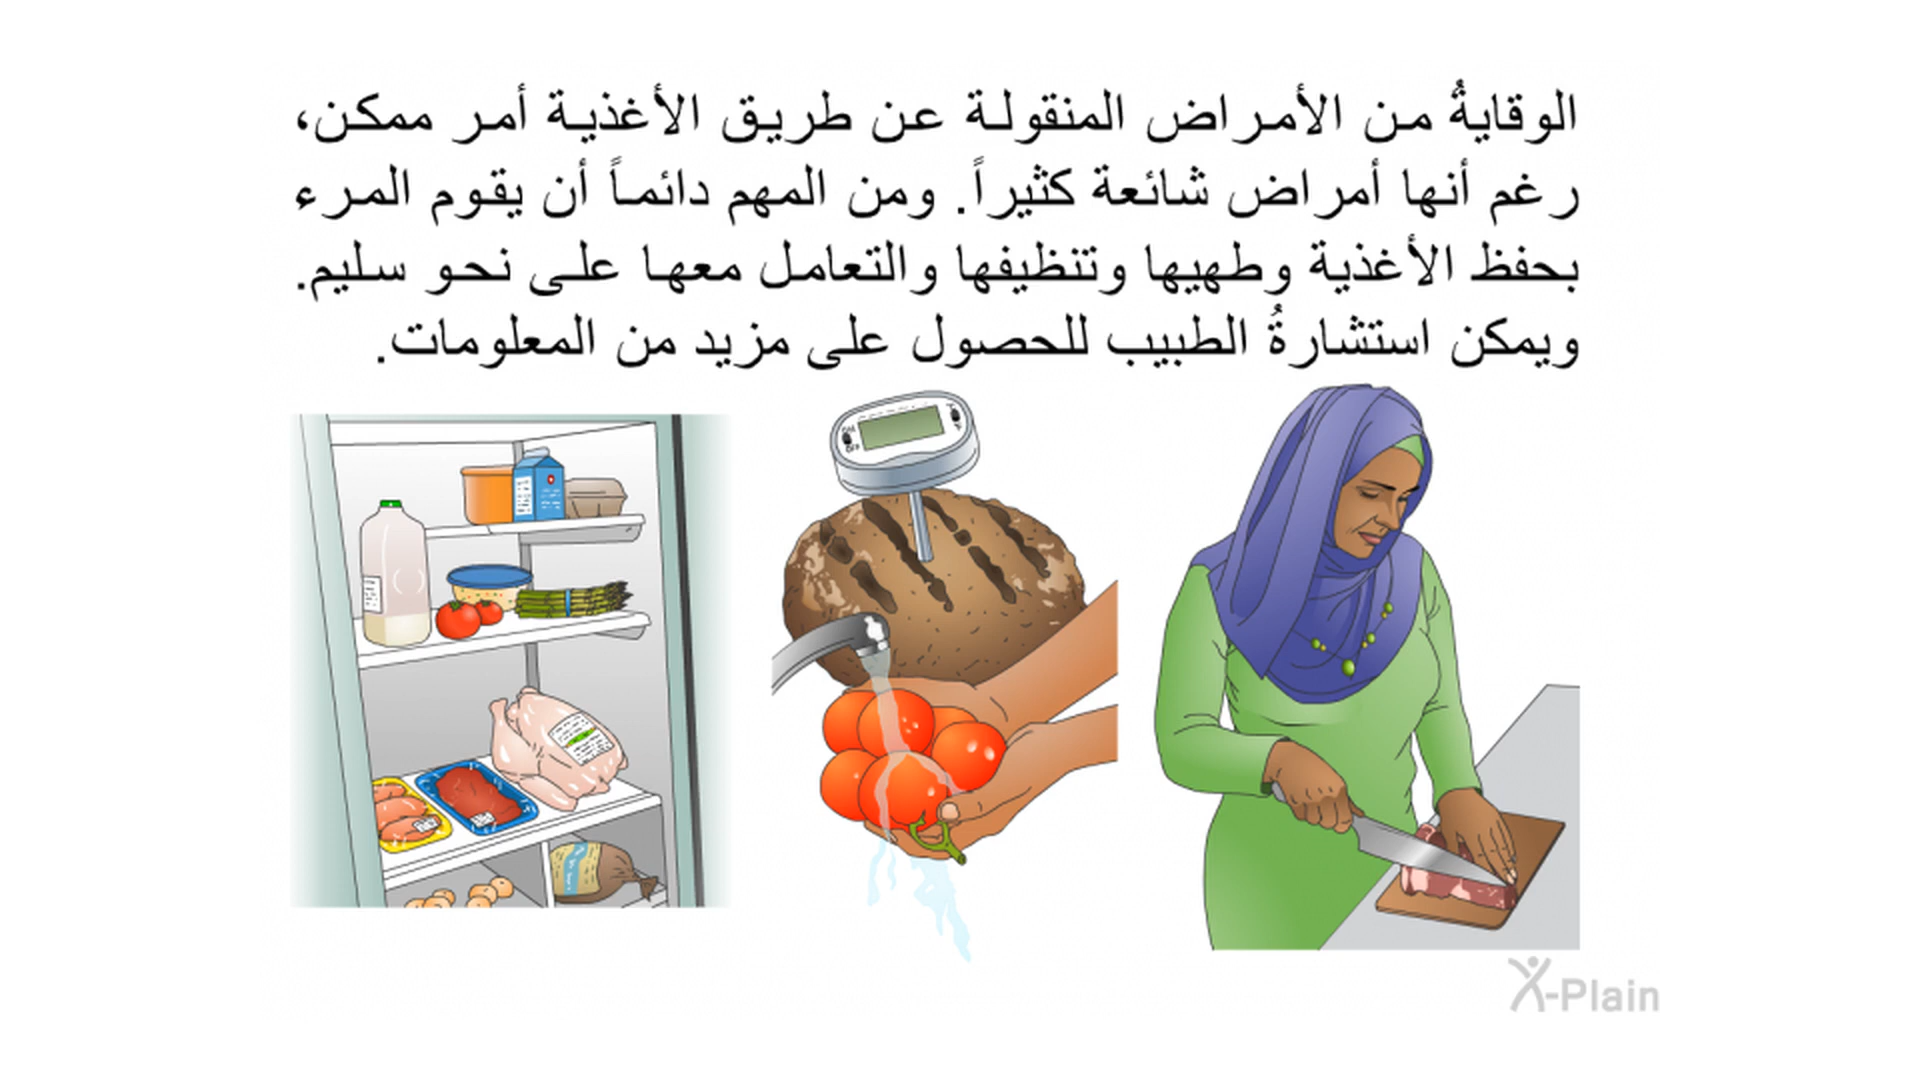 الوقايةُ من الأمراض المنقولة عن طريق الأغذية أمر ممكن،
رغم أنها أمراض شائعة كثيراً. ومن المهم دائماً أن يقوم المرء
بحفظ الأغذية وطهيها وتنظيفها والتعامل معها على نحو سليم.
ويمكن استشارةُ الطبيب للحصول على مزيد من المعلومات.
X-Plain